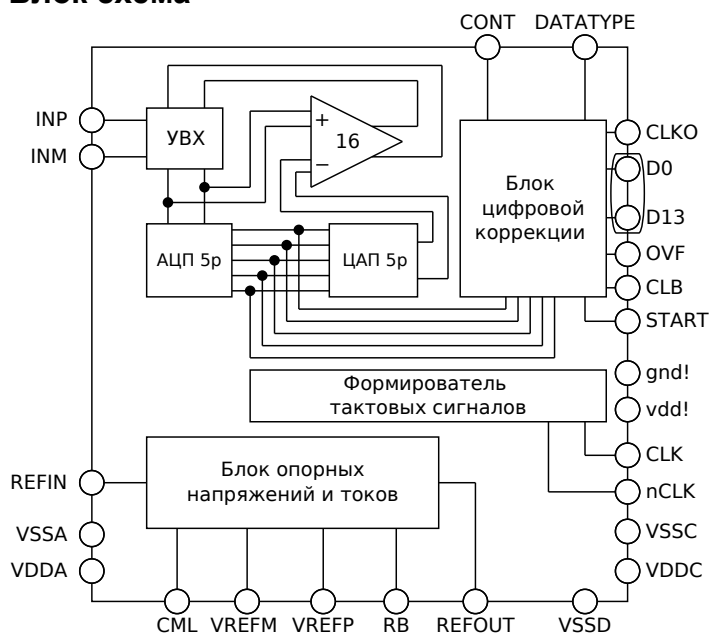 Блок схема
CONT
DATATYPE
INP
INM
УВХ
+
16
−
АЦП 5р
ЦАП 5р
Блок
цифровой
коррекции
CLKO
D0
D13
OVF
CLB
START
gnd!
vdd!
CLK
nCLK
VSSC
VDDC
Формирователь
тактовых сигналов
Блок опорных
напряжений и токов
REFIN
VSSA
VDDA
CML
VREFM
VREFP
RB
REFOUT
VSSD